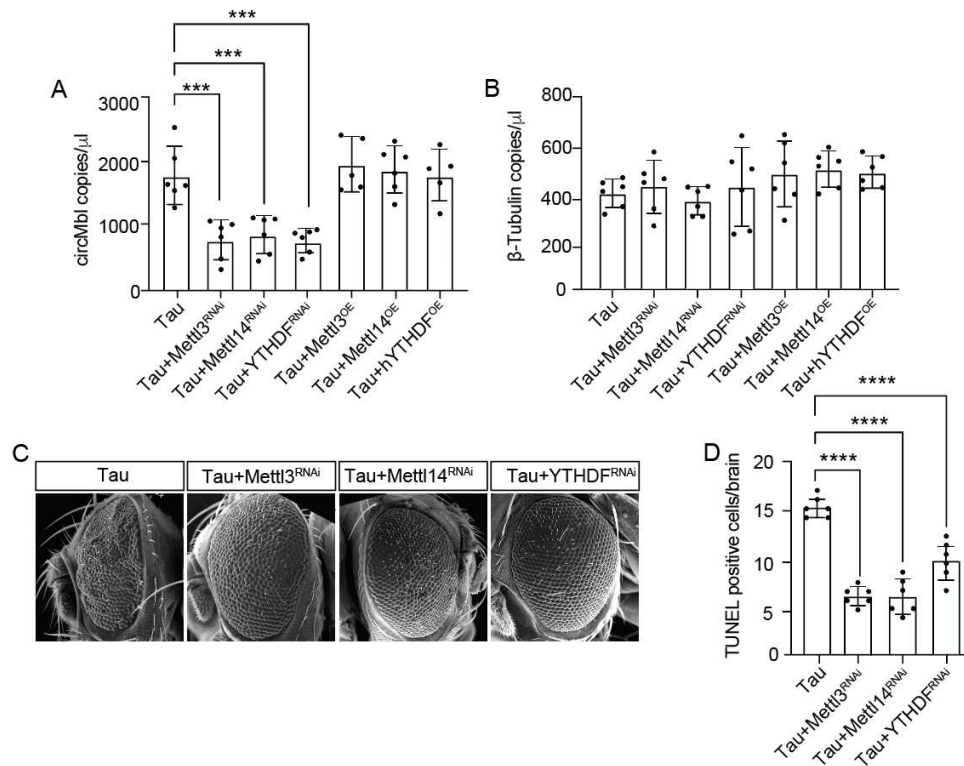 A
circMbl copies/µl
3000
2000
1000
0
***
***
***
Tau
Tau+Mettl3RNAi
Tau+Mettl14RNAi
Tau+YTHDFRNAi
Tau+Mettl3OE
Tau+Mettl14OE
Tau+hYTHDFOE
B
β-Tubulin copies/µl
800
600
400
200
0
Tau
Tau+Mettl3RNAi
Tau+Mettl14RNAi
Tau+YTHDFRNAi
Tau+Mettl3OE
Tau+Mettl14OE
Tau+hYTHDFOE
C
Tau
Tau+Mettl3RNAi
Tau+Mettl14RNAi
Tau+YTHDFRNAi
D
TUNEL positive cells/brain
20
15
10
5
0
****
****
****
Tau
Tau+Mettl3RNAi
Tau+Mettl14RNAi
Tau+YTHDFRNAi